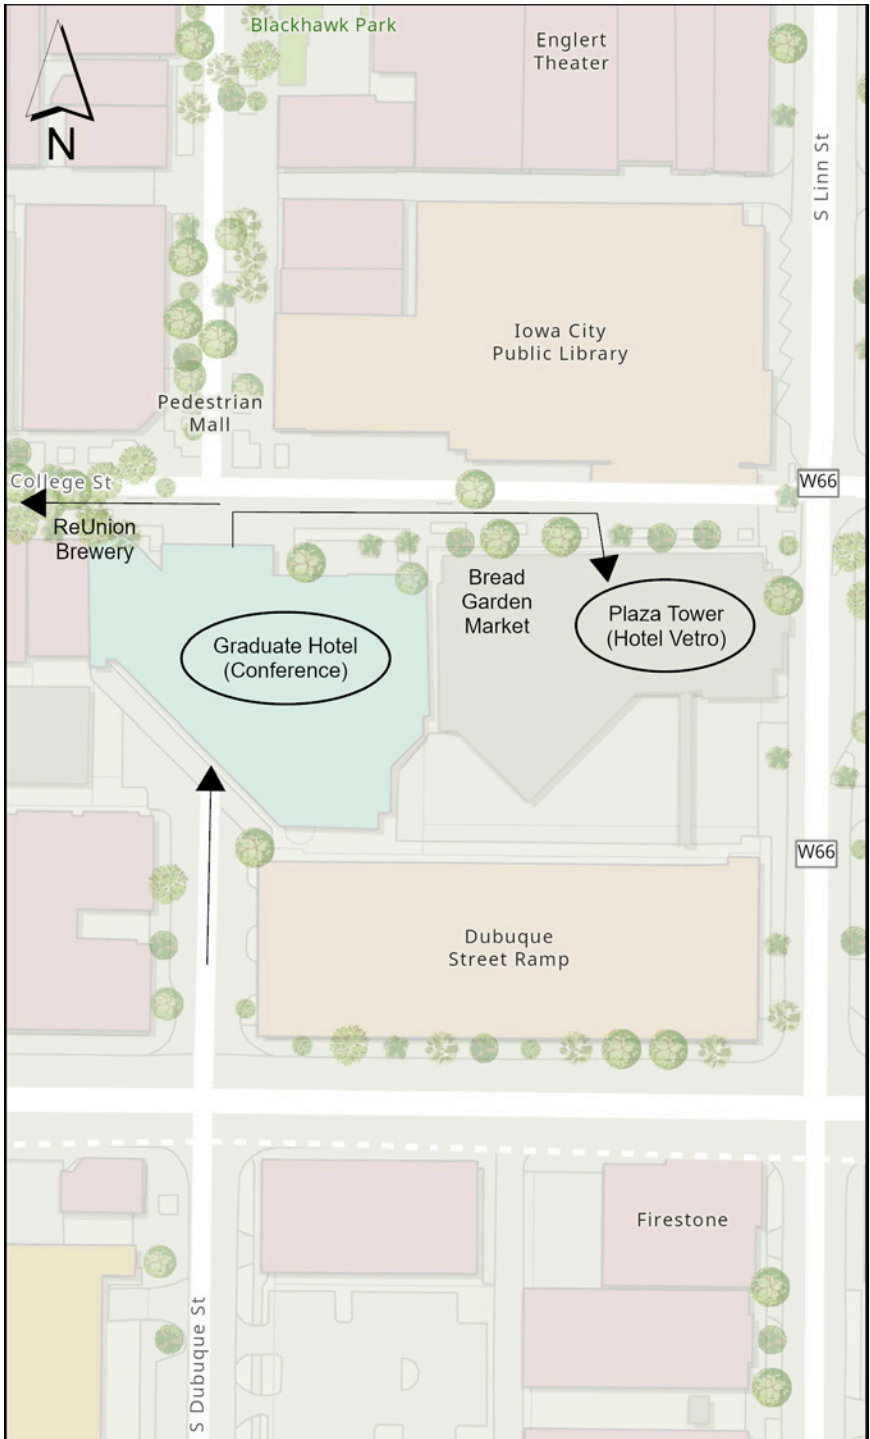 Blackhawk Park
Englert
Theater
N
S Linn St
Iowa City
Public Library
Pedestrian
Mall
College St
W66
ReUnion
Brewery
Bread
Garden
Market
Plaza Tower
(Hotel Vetro)
Graduate Hotel
(Conference)
W66
Dubuque
Street Ramp
Firestone
S Dubuque St